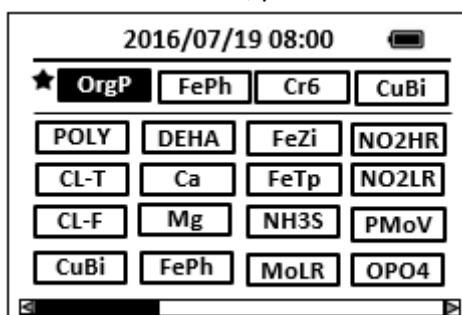 2016/07/19 08:00
OrgP FePh Cr6 CuBi
POLY DEHA FeZi NO2HR
CL-T Ca FeTp NO2LR
CL-F Mg NH3S PMoV
CuBi FePh MoLR OPO4